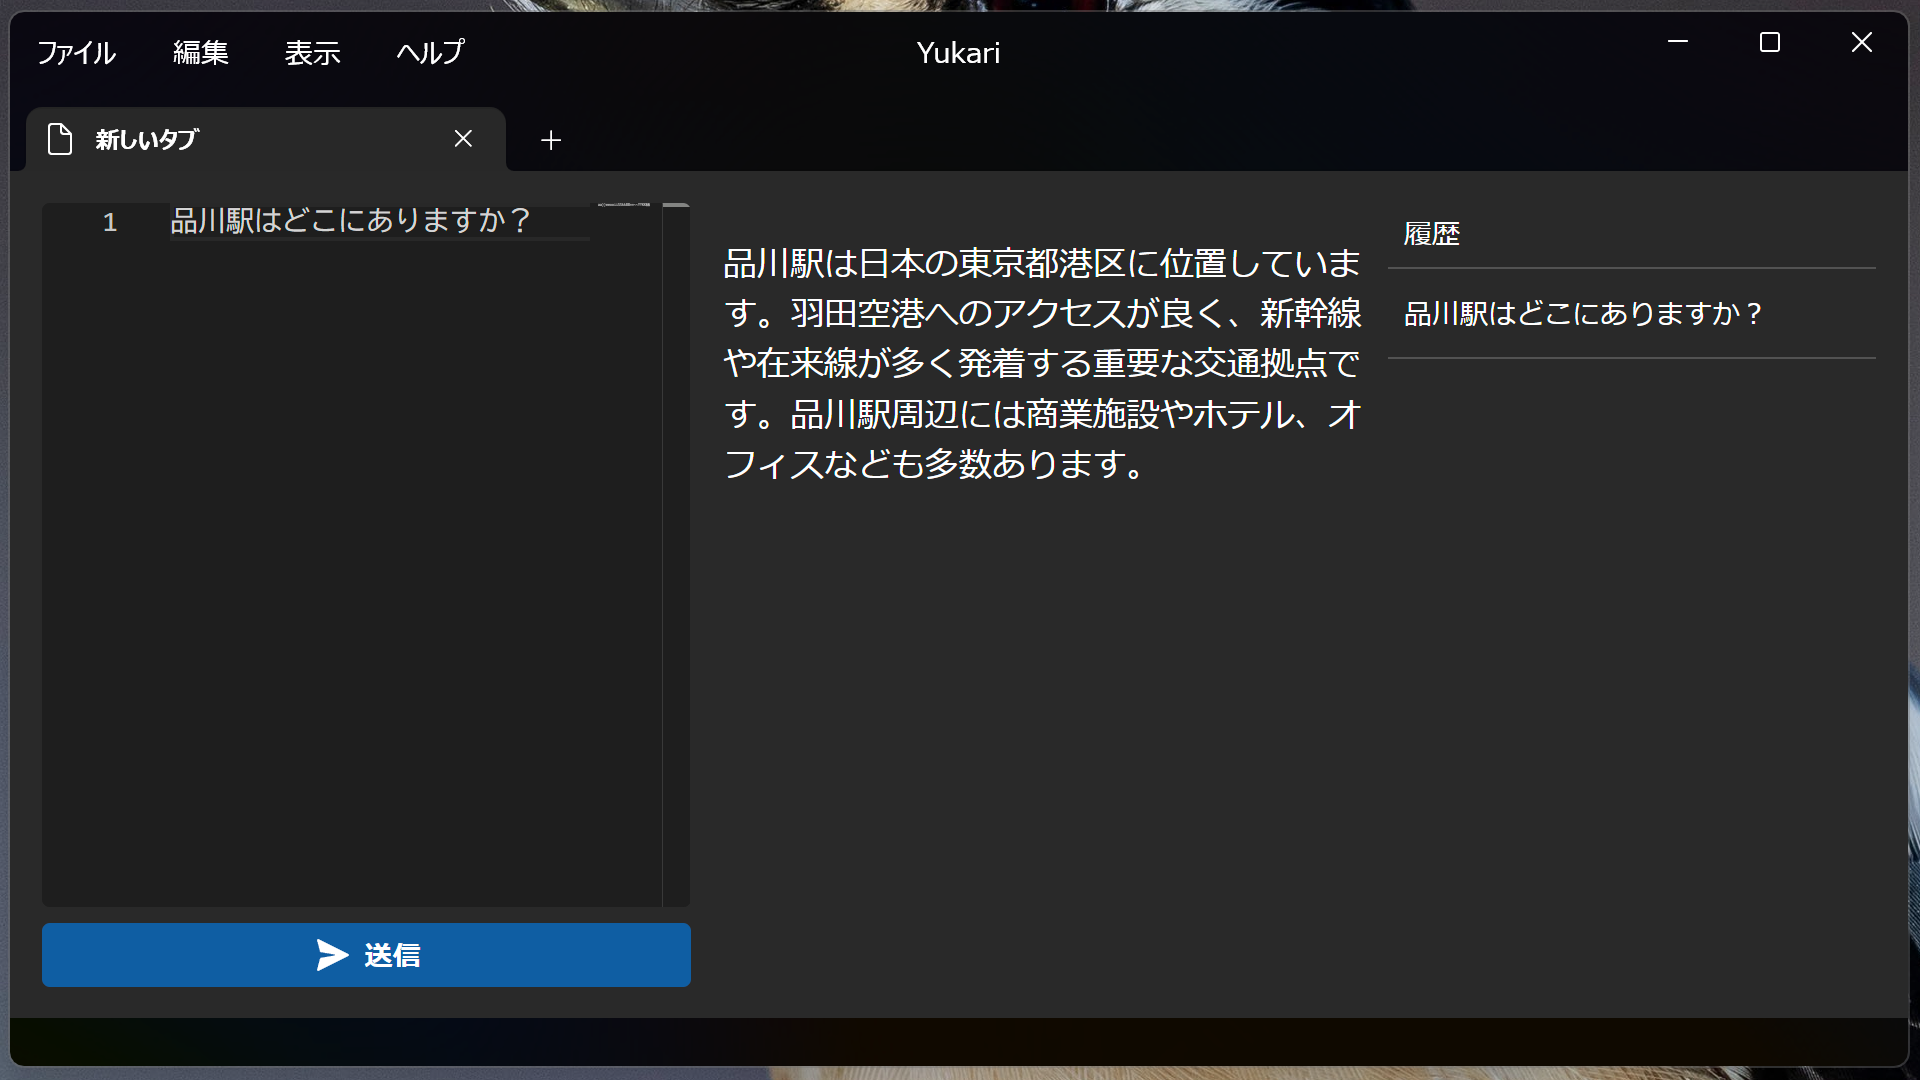 ファイル 編集 表示 ヘルプ Yukari
新しいタブ
1 品川駅はどこにありますか？
品川駅は日本の東京都港区に位置していま
す。羽田空港へのアクセスが良く、新幹線
や在来線が多く発着する重要な交通拠点で
す。品川駅周辺には商業施設やホテル、オ
フィスなども多数あります。
履歴
品川駅はどこにありますか？
送信